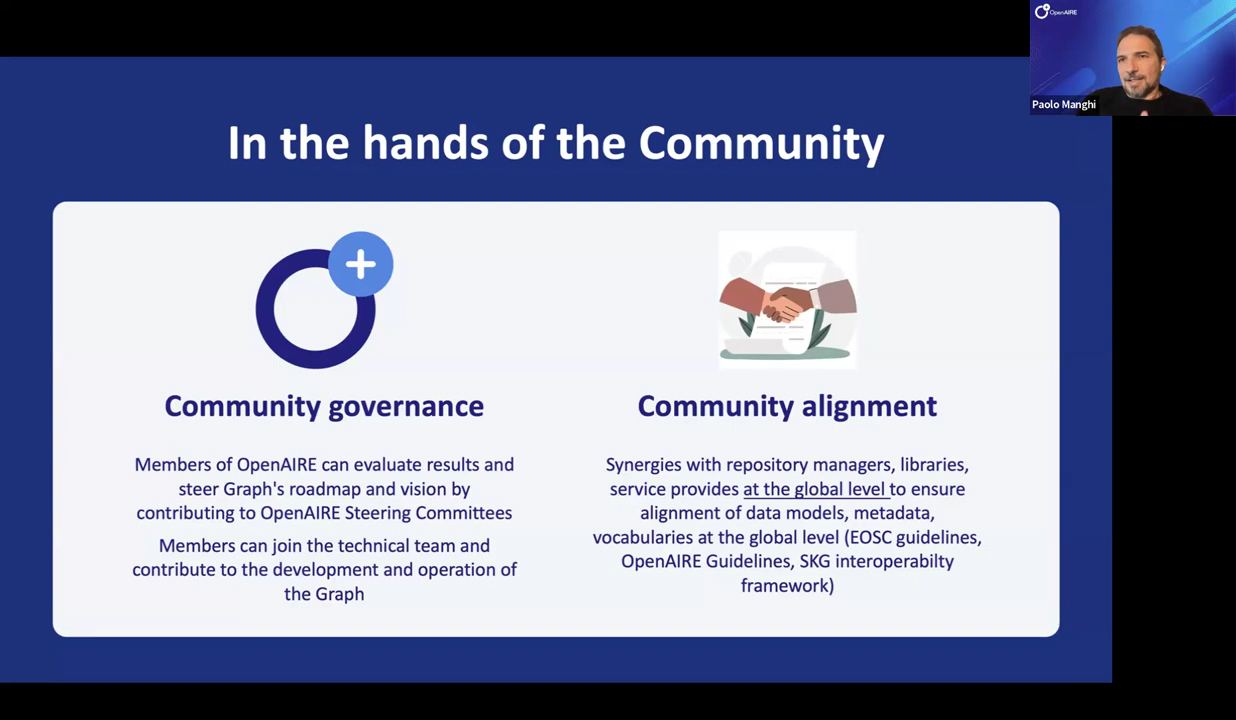 OpenAIRE
Paolo Manghi
In the hands of the Community
Community governance
Members of OpenAIRE can evaluate results and
steer Graph's roadmap and vision by
contributing to OpenAIRE Steering Committees
Members can join the technical team and
contribute to the development and operation of
the Graph
Community alignment
Synergies with repository managers, libraries,
service provides at the global level to ensure
alignment of data models, metadata,
vocabularies at the global level (EOSC guidelines,
OpenAIRE Guidelines, SKG interoperabilty
framework)